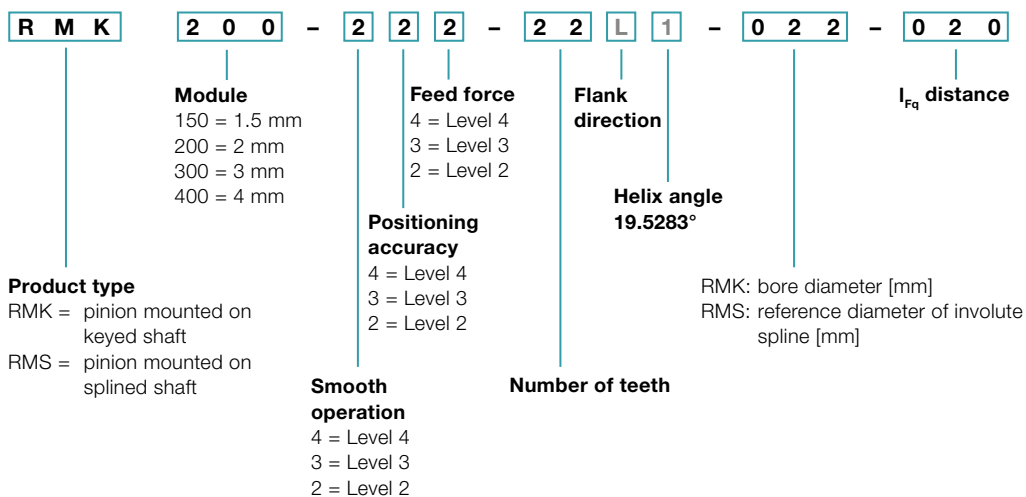 R M K 2 0 0 – 2 2 2 – 2 2 L 1 – 0 2 2 – 0 2 0
Module
150 = 1.5 mm
200 = 2 mm
300 = 3 mm
400 = 4 mm
Feed force
4 = Level 4
3 = Level 3
2 = Level 2
Flank
direction
l_Fq distance
Helix angle
19.5283°
Positioning
accuracy
4 = Level 4
3 = Level 3
2 = Level 2
Product type
RMK = pinion mounted on
keyed shaft
RMS = pinion mounted on
splined shaft
RMK: bore diameter [mm]
RMS: reference diameter of involute
spline [mm]
Smooth
operation
4 = Level 4
3 = Level 3
2 = Level 2
Number of teeth